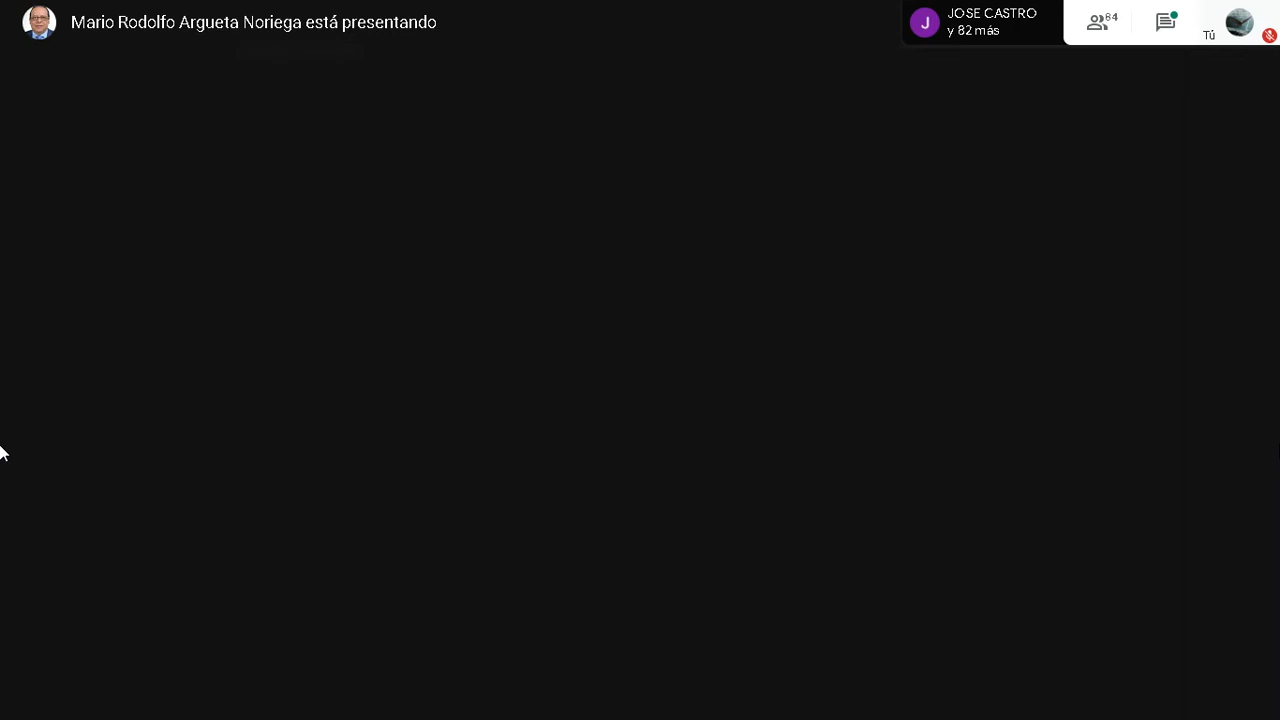 Mario Rodolfo Argueta Noriega está presentando
J
JOSE CASTRO
y 82 más
84
Tú